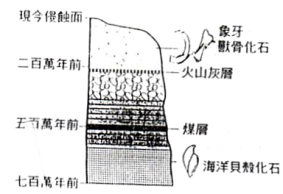 現今侵蝕面
象牙
獸骨化石
二百萬年前
火山灰層
五百萬年前
煤層
海洋貝殼化石
七百萬年前